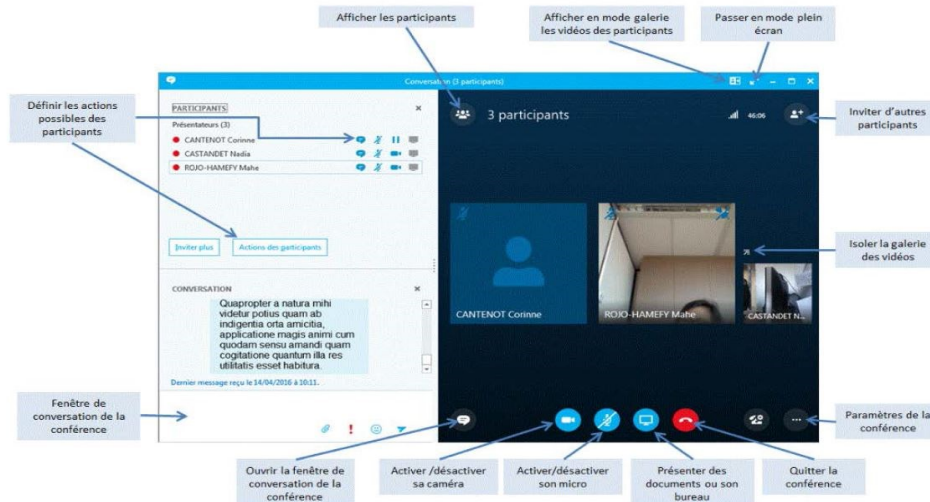 Afficher les participants
Afficher en mode galerie
les vidéos des participants
Passer en mode plein
écran
Conversation (3 participants)
Définir les actions
possibles des
participants
PARTICIPANTS
Présentateurs (3)
CANTENOT Corinne
CASTANDET Nadia
ROJO-HAMEFY Mahe
Inviter plus
Actions des participants
3 participants
46:06
Inviter d'autres
participants
Isoler la galerie
des vidéos
CANTENOT Corinne
ROJO-HAMEFY Mahe
CASTANDET N...
CONVERSATION
Quapropter a natura mihi
videtur potius quam ab
indigentia orta amicitia,
applicatione magis animi cum
quodam sensu amandi quam
cogitatione quantum illa res
utilitatis esset habitura.
Dernier message reçu le 14/04/2016 à 10:11.
Fenêtre de
conversation de la
conférence
Paramètres de la
conférence
Ouvrir la fenêtre de
conversation de la
conférence
Activer /désactiver
sa caméra
Activer/désactiver
son micro
Présenter des
documents ou son
bureau
Quitter la
conférence